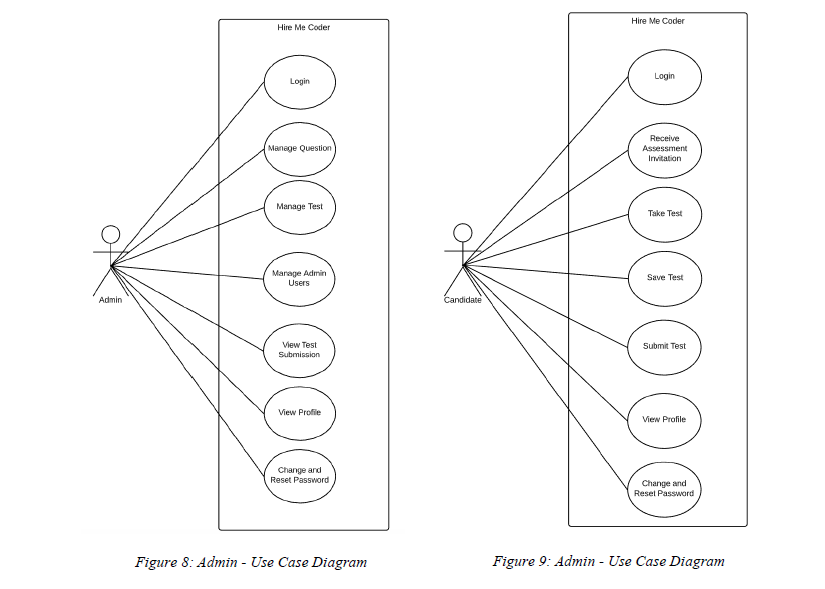 Hire Me Coder
Login
Manage Question
Manage Test
Manage Admin
Users
View Test
Submission
View Profile
Change and
Reset Password
Admin
Figure 8: Admin - Use Case Diagram
Hire Me Coder
Login
Receive
Assessment
Invitation
Take Test
Save Test
Submit Test
View Profile
Change and
Reset Password
Candidate
Figure 9: Admin - Use Case Diagram